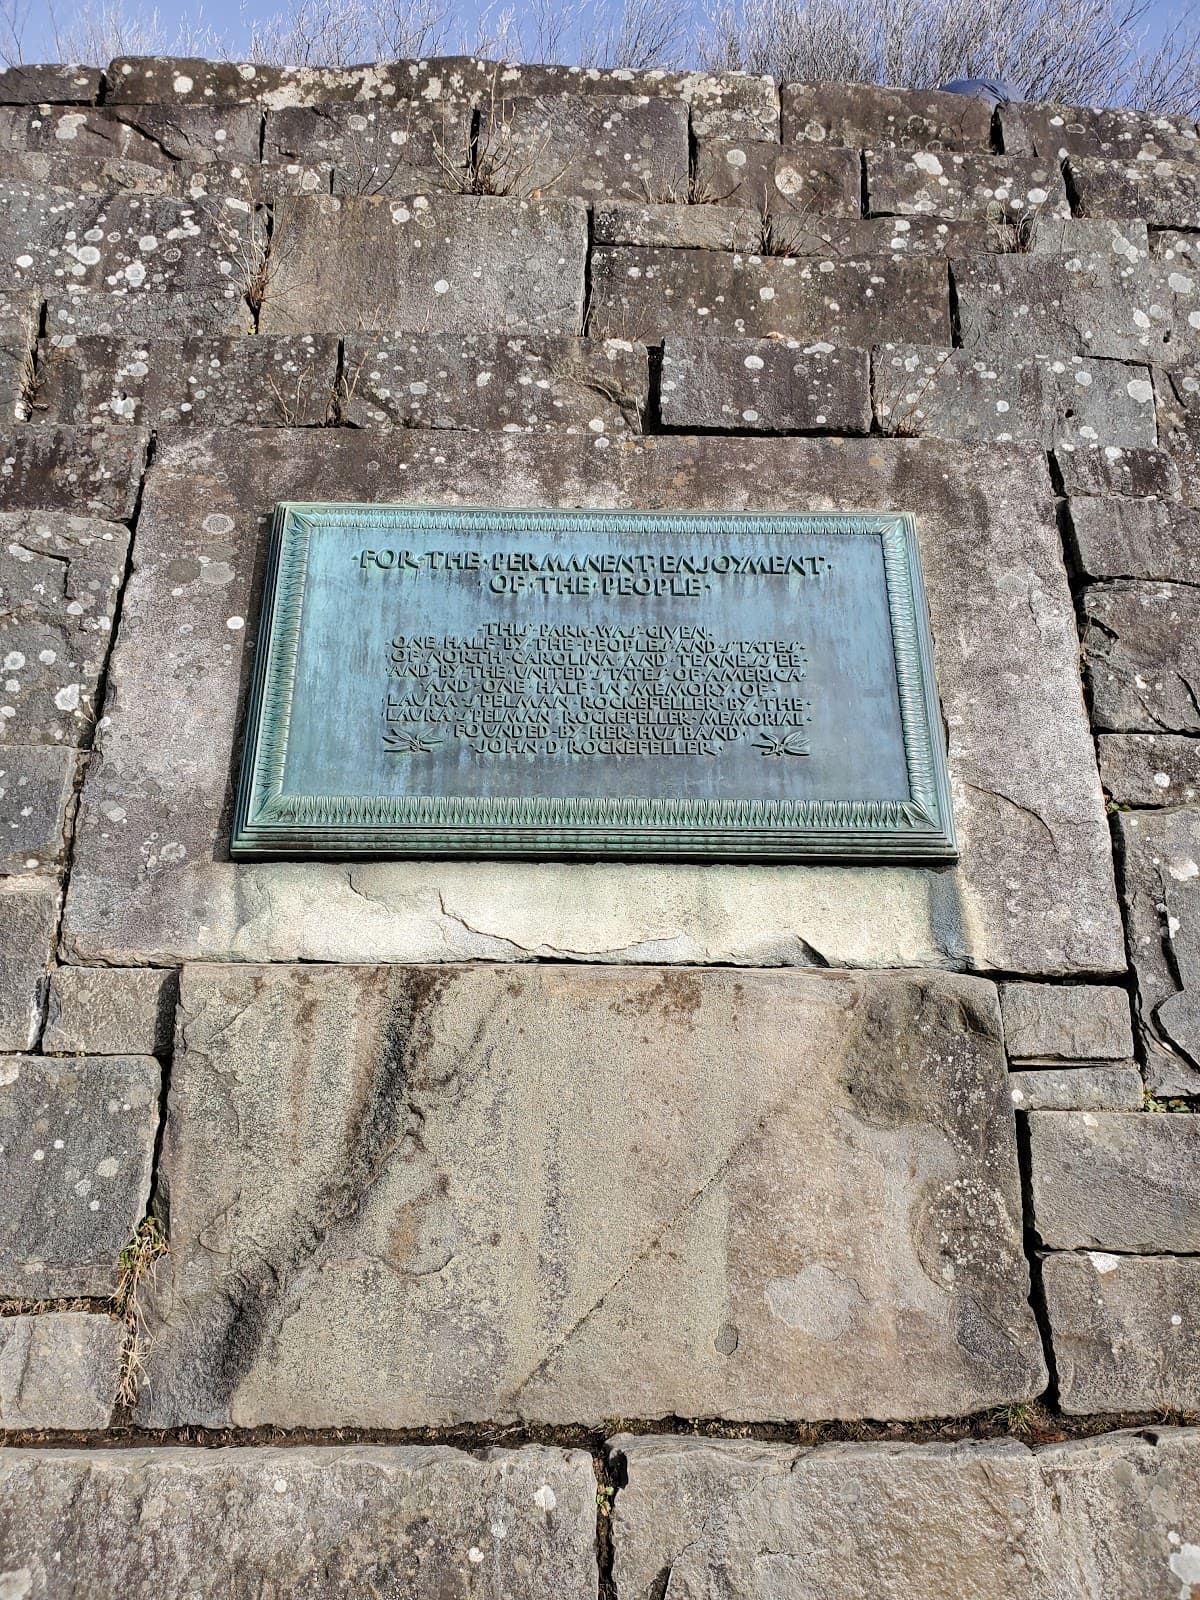 ·FOR·THE·PERMANENT·ENJOYMENT·
·OF·THE·PEOPLE·
·THIS·PARK·WAS·GIVEN·
ONE·HALF·BY·THE·PEOPLES·AND·STATES·
OF·NORTH·CAROLINA·AND·TENNESSEE·
AND·BY·THE·UNITED·STATES·OF·AMERICA·
·AND·ONE·HALF·IN·MEMORY·OF·
LAURA·SPELMAN·ROCKEFELLER·BY·THE·
LAURA·SPELMAN·ROCKEFELLER·MEMORIAL·
·FOUNDED·BY·HER·HUSBAND·
·JOHN·D·ROCKEFELLER·